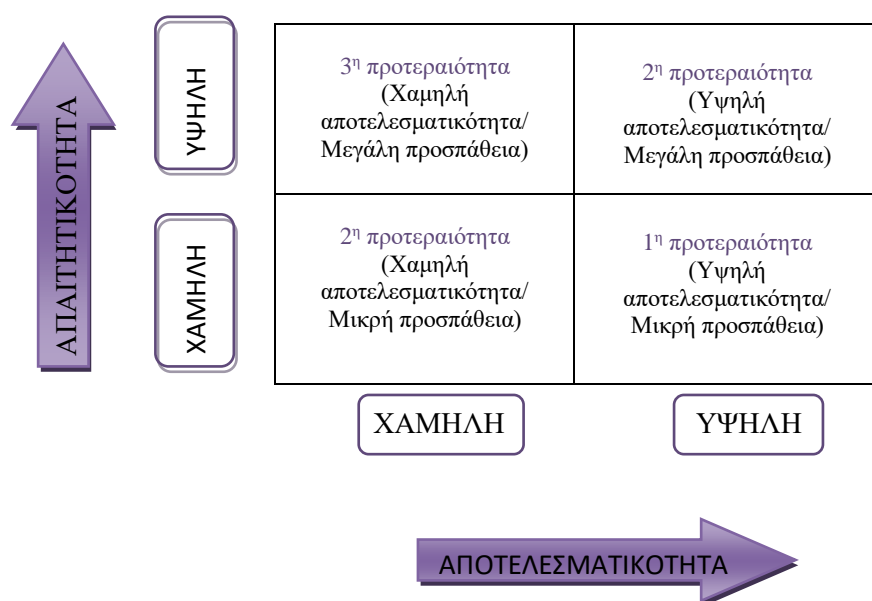 ΑΠΑΙΤΗΤΙΚΟΤΗΤΑ
ΥΨΗΛΗ
3η προτεραιότητα
(Χαμηλή
αποτελεσματικότητα/
Μεγάλη προσπάθεια)
2η προτεραιότητα
(Υψηλή
αποτελεσματικότητα/
Μεγάλη προσπάθεια)
ΧΑΜΗΛΗ
2η προτεραιότητα
(Χαμηλή
αποτελεσματικότητα/
Μικρή προσπάθεια)
1η προτεραιότητα
(Υψηλή
αποτελεσματικότητα/
Μικρή προσπάθεια)
ΧΑΜΗΛΗ
ΥΨΗΛΗ
ΑΠΟΤΕΛΕΣΜΑΤΙΚΟΤΗΤΑ